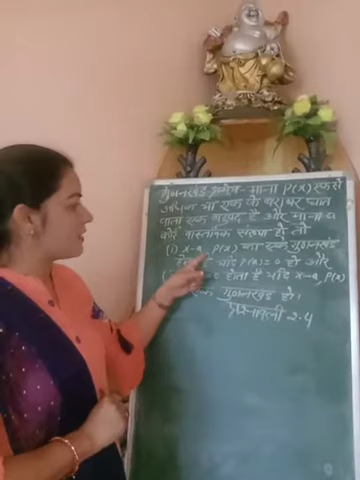 गुणनखंड प्रमेय - माना P(x) एक से
अधिक या एक के बराबर घात
वाला एक बहुपद है और माना a
कोई वास्तविक संख्या हो तो
(i) x-a, P(x) का एक गुणनखंड
होता यदि P(a) = 0 हो और
= 0 होता है यदि x-a, P(x)
एक गुणनखंड हो।
प्रश्नावली 2.4